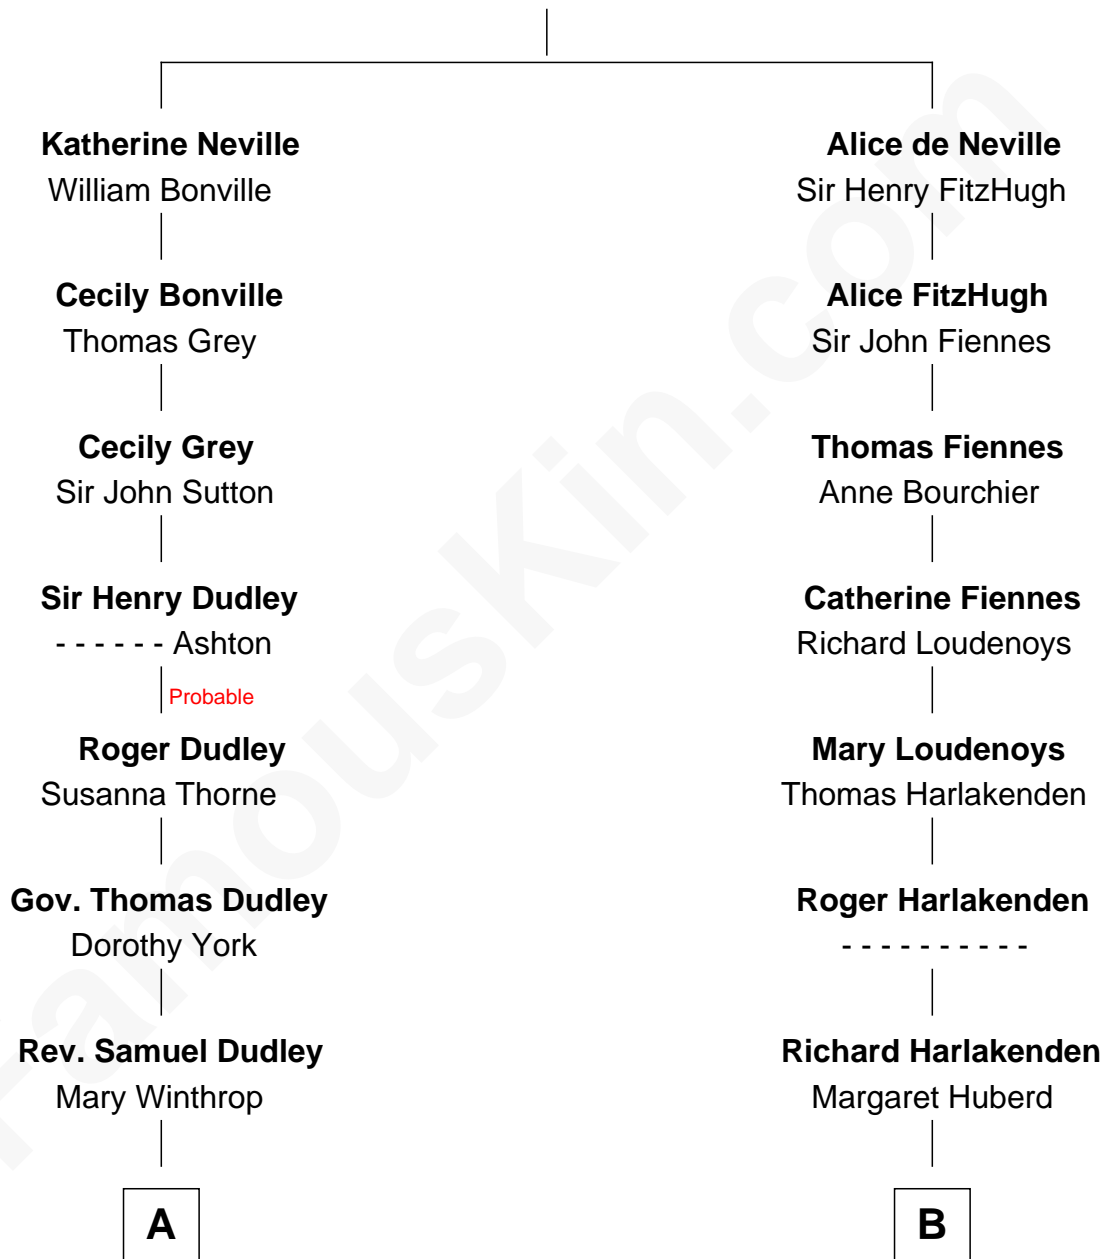 Katherine Neville
William Bonville
Alice de Neville
Sir Henry FitzHugh
Cecily Bonville
Thomas Grey
Alice FitzHugh
Sir John Fiennes
Cecily Grey
Sir John Sutton
Thomas Fiennes
Anne Bourchier
Sir Henry Dudley
- - - - - - Ashton
Catherine Fiennes
Richard Loudenoys
Probable
Roger Dudley
Susanna Thorne
Mary Loudenoys
Thomas Harlakenden
Gov. Thomas Dudley
Dorothy York
Roger Harlakenden
- - - - - - - - - -
Rev. Samuel Dudley
Mary Winthrop
Richard Harlakenden
Margaret Huberd
A
B
FamousKin.com